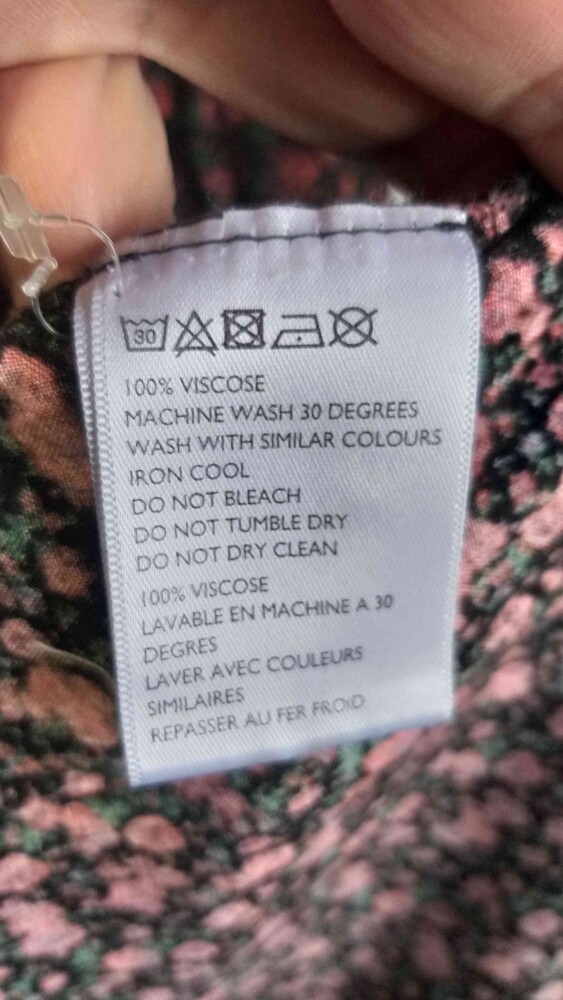 30
100% VISCOSE
MACHINE WASH 30 DEGREES
WASH WITH SIMILAR COLOURS
IRON COOL
DO NOT BLEACH
DO NOT TUMBLE DRY
DO NOT DRY CLEAN
100% VISCOSE
LAVABLE EN MACHINE A 30
DEGRES
LAVER AVEC COULEURS
SIMILAIRES
REPASSER AU FER FROID